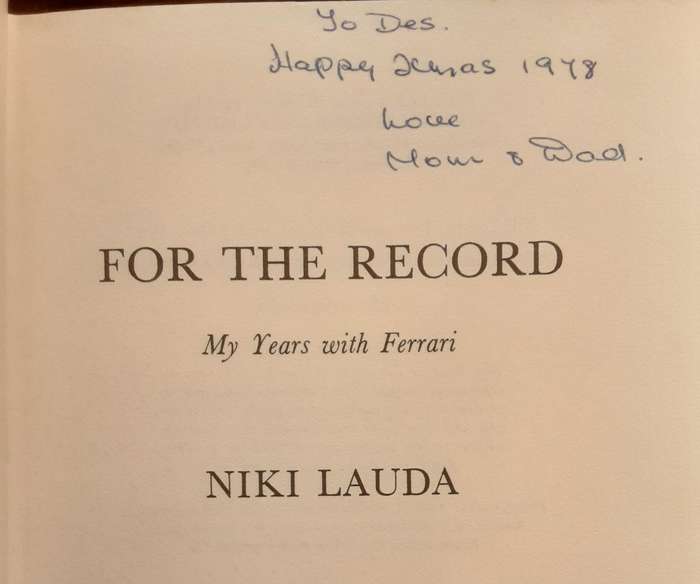 To Des.
Happy Xmas 1978
Love
Mom & Dad.
FOR THE RECORD
My Years with Ferrari
NIKI LAUDA